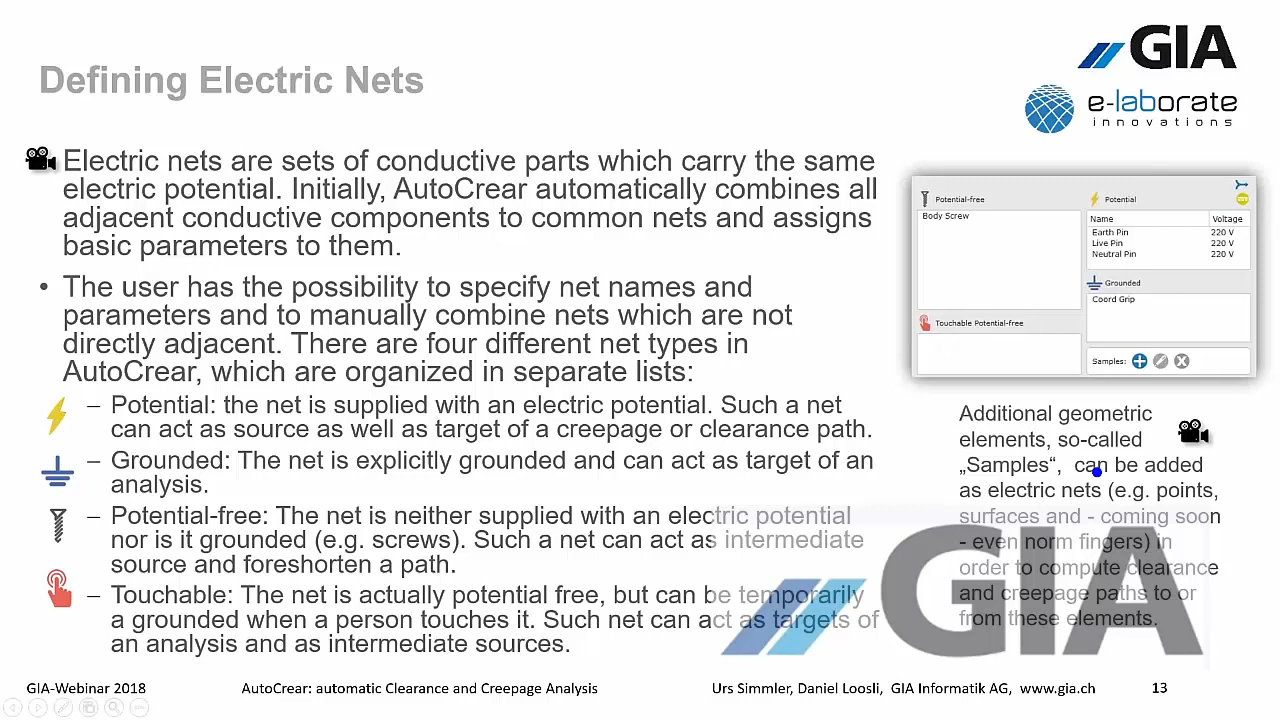 GIA
e-laborate
innovations
Defining Electric Nets
Electric nets are sets of conductive parts which carry the same
electric potential. Initially, AutoCrear automatically combines all
adjacent conductive components to common nets and assigns
basic parameters to them.
• The user has the possibility to specify net names and
parameters and to manually combine nets which are not
directly adjacent. There are four different net types in
AutoCrear, which are organized in separate lists:
– Potential: the net is supplied with an electric potential. Such a net
can act as source as well as target of a creepage or clearance path.
– Grounded: The net is explicitly grounded and can act as target of an
analysis.
– Potential-free: The net is neither supplied with an electric potential
nor is it grounded (e.g. screws). Such a net can act as intermediate
source and foreshorten a path.
– Touchable: The net is actually potential free, but can be temporarily
a grounded when a person touches it. Such net can act as targets of
an analysis and as intermediate sources.
Potential-free
Body Screw
Touchable Potential-free
Potential
Name Voltage
Earth Pin 220 V
Live Pin 220 V
Neutral Pin 220 V
Grounded
Coord Grip
Samples:
Additional geometric
elements, so-called
„Samples“, can be added
as electric nets (e.g. points,
surfaces and - coming soon
- even norm fingers) in
order to compute clearance
and creepage paths to or
from these elements.
GIA
GIA-Webinar 2018 AutoCrear: automatic Clearance and Creepage Analysis Urs Simmler, Daniel Loosli, GIA Informatik AG, www.gia.ch 13